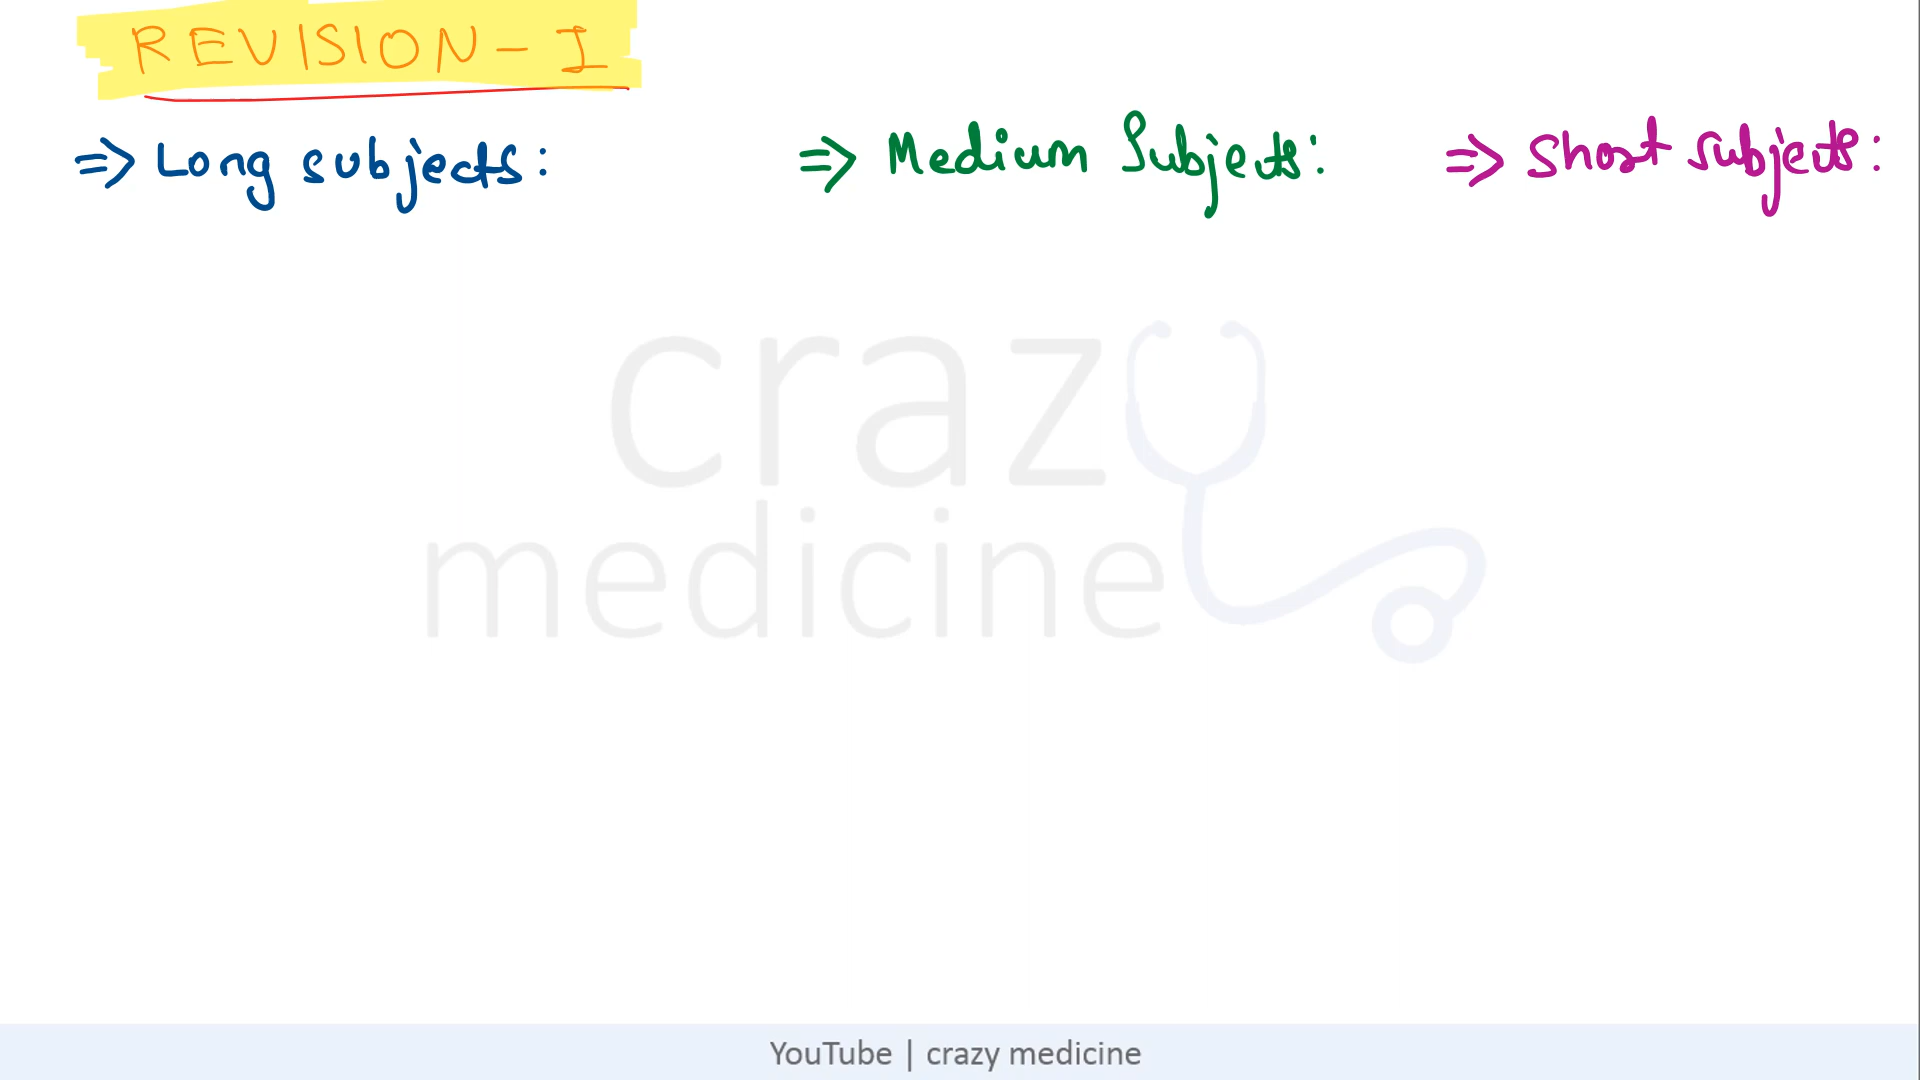 REVISION - I
=> Long subjects:
=> Medium Subjects:
=> Short subjects:
crazy
medicine
YouTube | crazy medicine